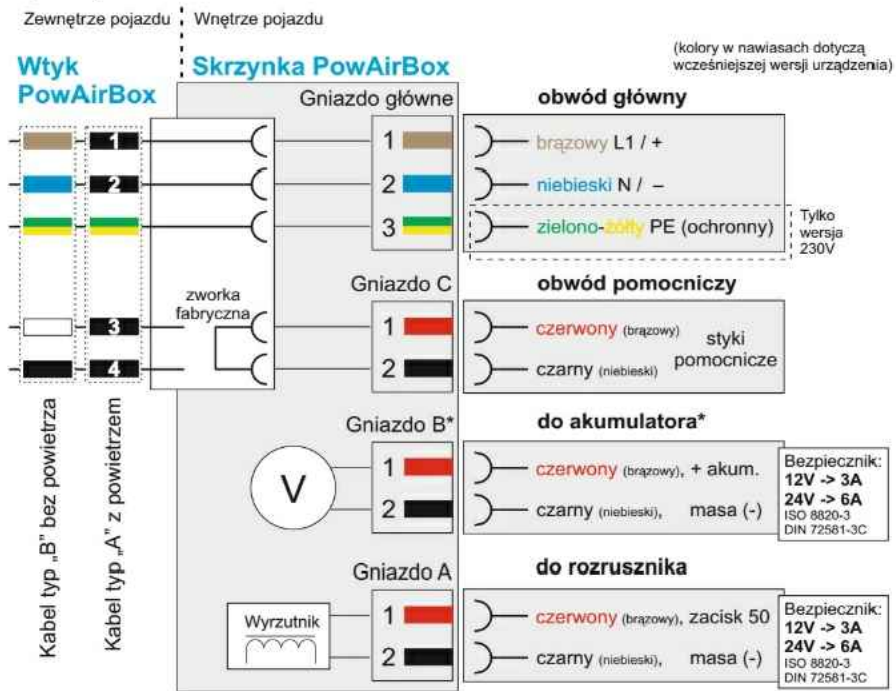 Zewnętrze pojazdu
Wnętrze pojazdu
(kolory w nawiasach dotyczą
wcześniejszej wersji urządzenia)
Wtyk
PowAirBox
Skrzynka PowAirBox
Gniazdo główne
obwód główny
1
1
brązowy L1 / +
2
2
niebieski N / –
3
zielono-żółty PE (ochronny)
Tylko
wersja
230V
Gniazdo C
obwód pomocniczy
zworka
fabryczna
3
1
czerwony (brązowy)
4
2
czarny (niebieski)
styki
pomocnicze
Gniazdo B*
do akumulatora*
V
1
czerwony (brązowy), + akum.
2
czarny (niebieski), masa (-)
Bezpiecznik:
12V -> 3A
24V -> 6A
ISO 8820-3
DIN 72581-3C
Gniazdo A
do rozrusznika
Wyrzutnik
1
czerwony (brązowy), zacisk 50
2
czarny (niebieski), masa (-)
Bezpiecznik:
12V -> 3A
24V -> 6A
ISO 8820-3
DIN 72581-3C
Kabel typ „B” bez powietrza
Kabel typ „A” z powietrzem